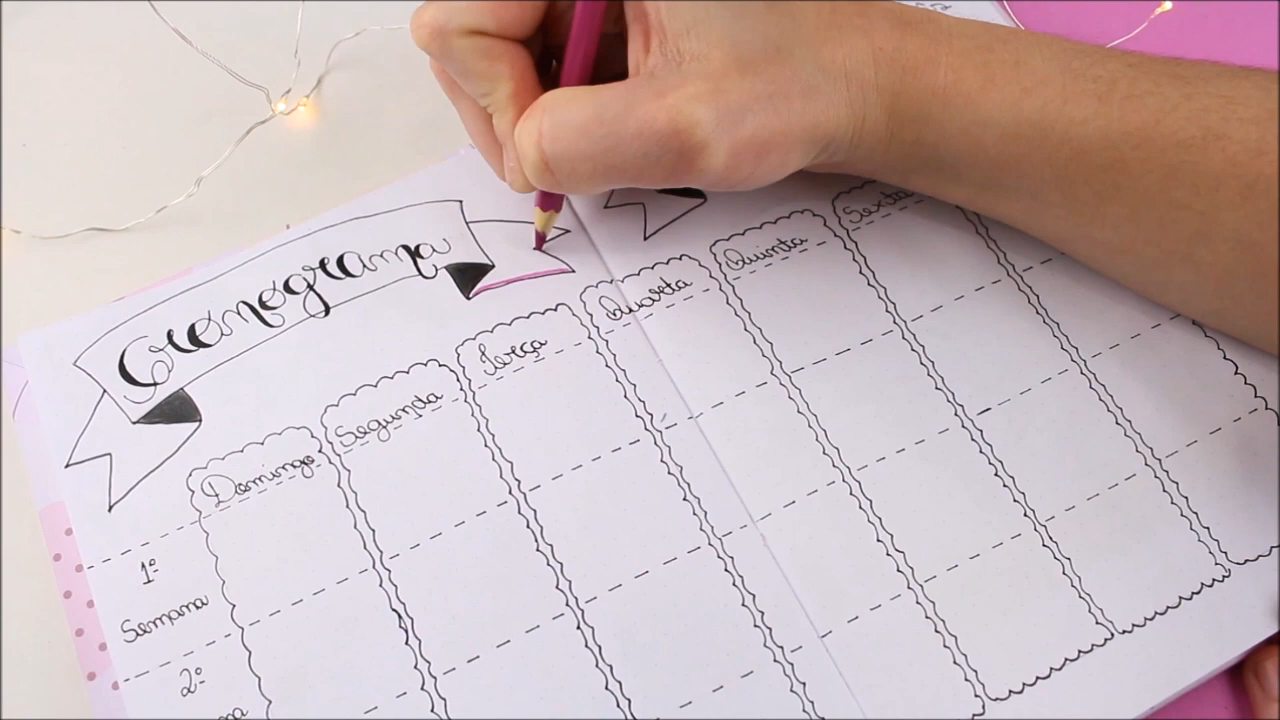 Cronograma
Domingo
Segunda
Terça
Quarta
Quinta
Sexta
1º
Semana
2º